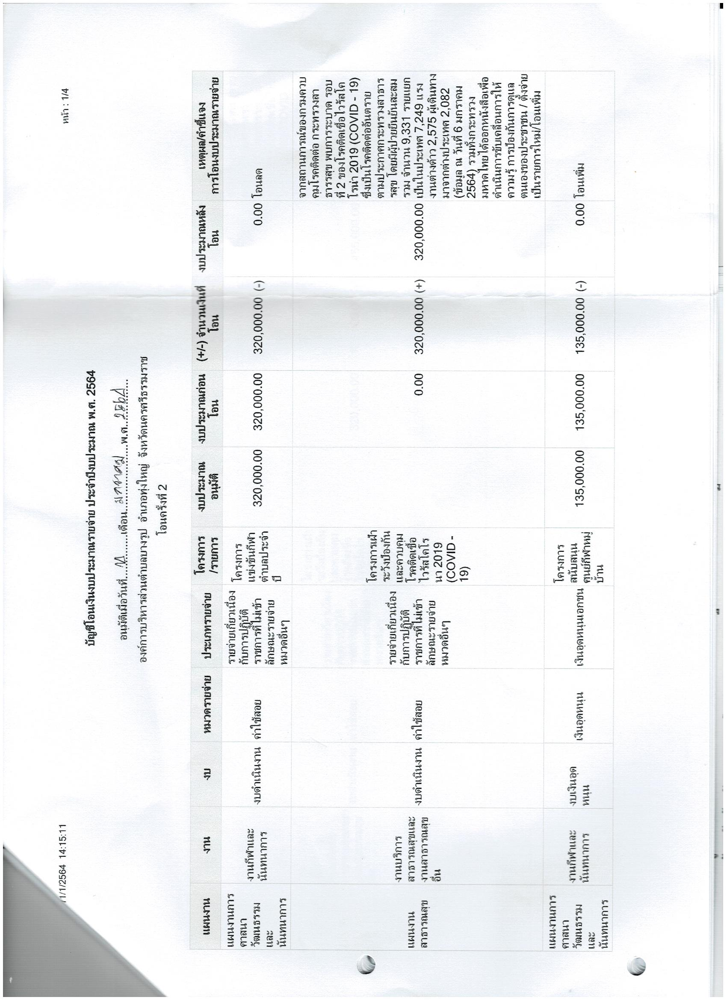 /1/2564 14:15:11
หน้า : 1/4
บัญชีโอนเงินงบประมาณรายจ่าย ประจำปีงบประมาณ พ.ศ. 2564
อนุมัติเมื่อวันที่..........เดือน.. มกราคม ..พ.ศ.. 2564 ...
องค์การบริหารส่วนตำบลบางรูป อำเภอทุ่งใหญ่ จังหวัดนครศรีธรรมราช
โอนครั้งที่ 2
แผนงาน งาน งบ หมวดรายจ่าย ประเภทรายจ่าย โครงการ /รายการ งบประมาณ อนุมัติ งบประมาณก่อน โอน (+/-) จำนวนเงินที่ โอน งบประมาณหลัง โอน เหตุผล/คำชี้แจง การโอนงบประมาณรายจ่าย
แผนงานการ
ศาสนา
วัฒนธรรม
และ
นันทนาการ
งานกีฬาและ
นันทนาการ
งบดำเนินงาน
ค่าใช้สอย
รายจ่ายเกี่ยวเนื่อง
กับการปฏิบัติ
ราชการที่ไม่เข้า
ลักษณะรายจ่าย
หมวดอื่นๆ
โครงการ
แข่งขันกีฬา
ตำบลประจำ
ปี
320,000.00
320,000.00
320,000.00 (-)
0.00
โอนลด
แผนงาน
สาธารณสุข
งานบริการ
สาธารณสุขและ
งานสาธารณสุข
อื่น
งบดำเนินงาน
ค่าใช้สอย
รายจ่ายเกี่ยวเนื่อง
กับการปฏิบัติ
ราชการที่ไม่เข้า
ลักษณะรายจ่าย
หมวดอื่นๆ
โครงการเฝ้า
ระวังป้องกัน
และควบคุม
โรคติดเชื้อ
ไวรัสโคโร
นา 2019
(COVID -
19)
0.00
320,000.00 (+)
320,000.00
จากสถานการณ์ของกรมควบ
คุมโรคติดต่อ กระทรวงสา
ธารรสุข พบการระบาด รอบ
ที่ 2 ของโรคติดเชื้อไวรัสโค
โรน่า 2019 (COVID - 19)
ซึ่งเป็นโรคติดต่ออันตราย
ตามประกาศกระทรวงสาธาร
รสุข โดยมีผู้ป่วยยืนยันสะสม
รวม จำนวน 9,331 รายแยก
เป็นในประเทศ 7,249 แรง
งานต่างด้าว 2,575 ผู้เดินทาง
มาจากต่างประเทศ 2,082
(ข้อมูล ณ วันที่ 6 มกราคม
2564) รวมทั้งกระทรวง
มหาดไทยได้ออกหนังสือเพื่อ
ดำเนินการขับเคลื่อนการให้
ความรู้ การป้องกันการดูแล
ตนเองของประชาชน / ตั้งจ่าย
เป็นรายการใหม่/โอนเพิ่ม
แผนงานการ
ศาสนา
วัฒนธรรม
และ
นันทนาการ
งานกีฬาและ
นันทนาการ
งบเงินอุด
หนุน
เงินอุดหนุน
เงินอุดหนุนเอกชน
โครงการ
สนับสนุน
ศูนย์กีฬาหมู่
บ้าน
135,000.00
135,000.00
135,000.00 (-)
0.00
โอนเพิ่ม